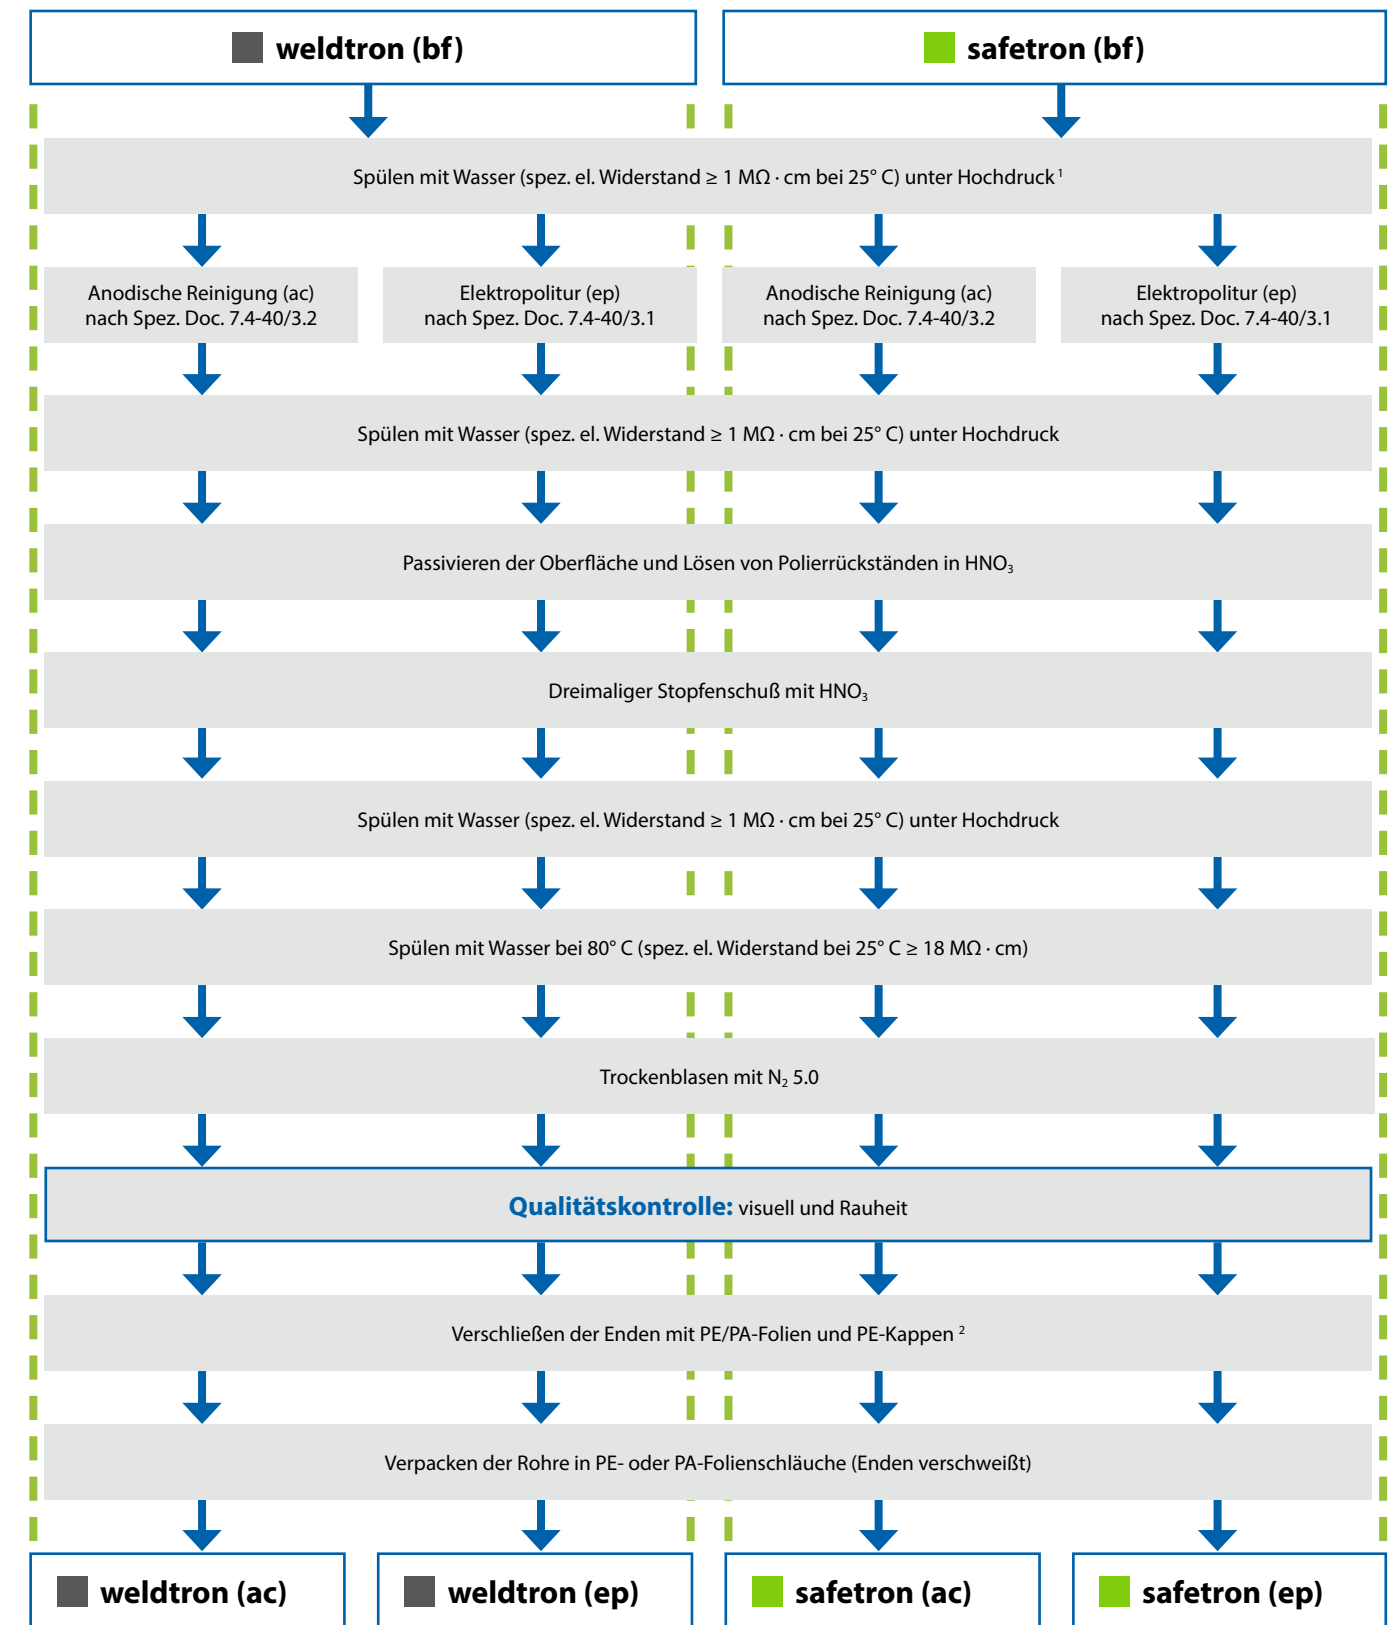 weldtron (bf)
safetron (bf)
Spülen mit Wasser (spez. el. Widerstand ≥ 1 MΩ · cm bei 25° C) unter Hochdruck ¹
Anodische Reinigung (ac)
nach Spez. Doc. 7.4-40/3.2
Elektropolitur (ep)
nach Spez. Doc. 7.4-40/3.1
Anodische Reinigung (ac)
nach Spez. Doc. 7.4-40/3.2
Elektropolitur (ep)
nach Spez. Doc. 7.4-40/3.1
Spülen mit Wasser (spez. el. Widerstand ≥ 1 MΩ · cm bei 25° C) unter Hochdruck
Passivieren der Oberfläche und Lösen von Polierrückständen in HNO₃
Dreimaliger Stopfenschuß mit HNO₃
Spülen mit Wasser (spez. el. Widerstand ≥ 1 MΩ · cm bei 25° C) unter Hochdruck
Spülen mit Wasser bei 80° C (spez. el. Widerstand bei 25° C ≥ 18 MΩ · cm)
Trockenblasen mit N₂ 5.0
Qualitätskontrolle: visuell und Rauheit
Verschließen der Enden mit PE/PA-Folien und PE-Kappen ²
Verpacken der Rohre in PE- oder PA-Folienschläuche (Enden verschweißt)
weldtron (ac)
weldtron (ep)
safetron (ac)
safetron (ep)